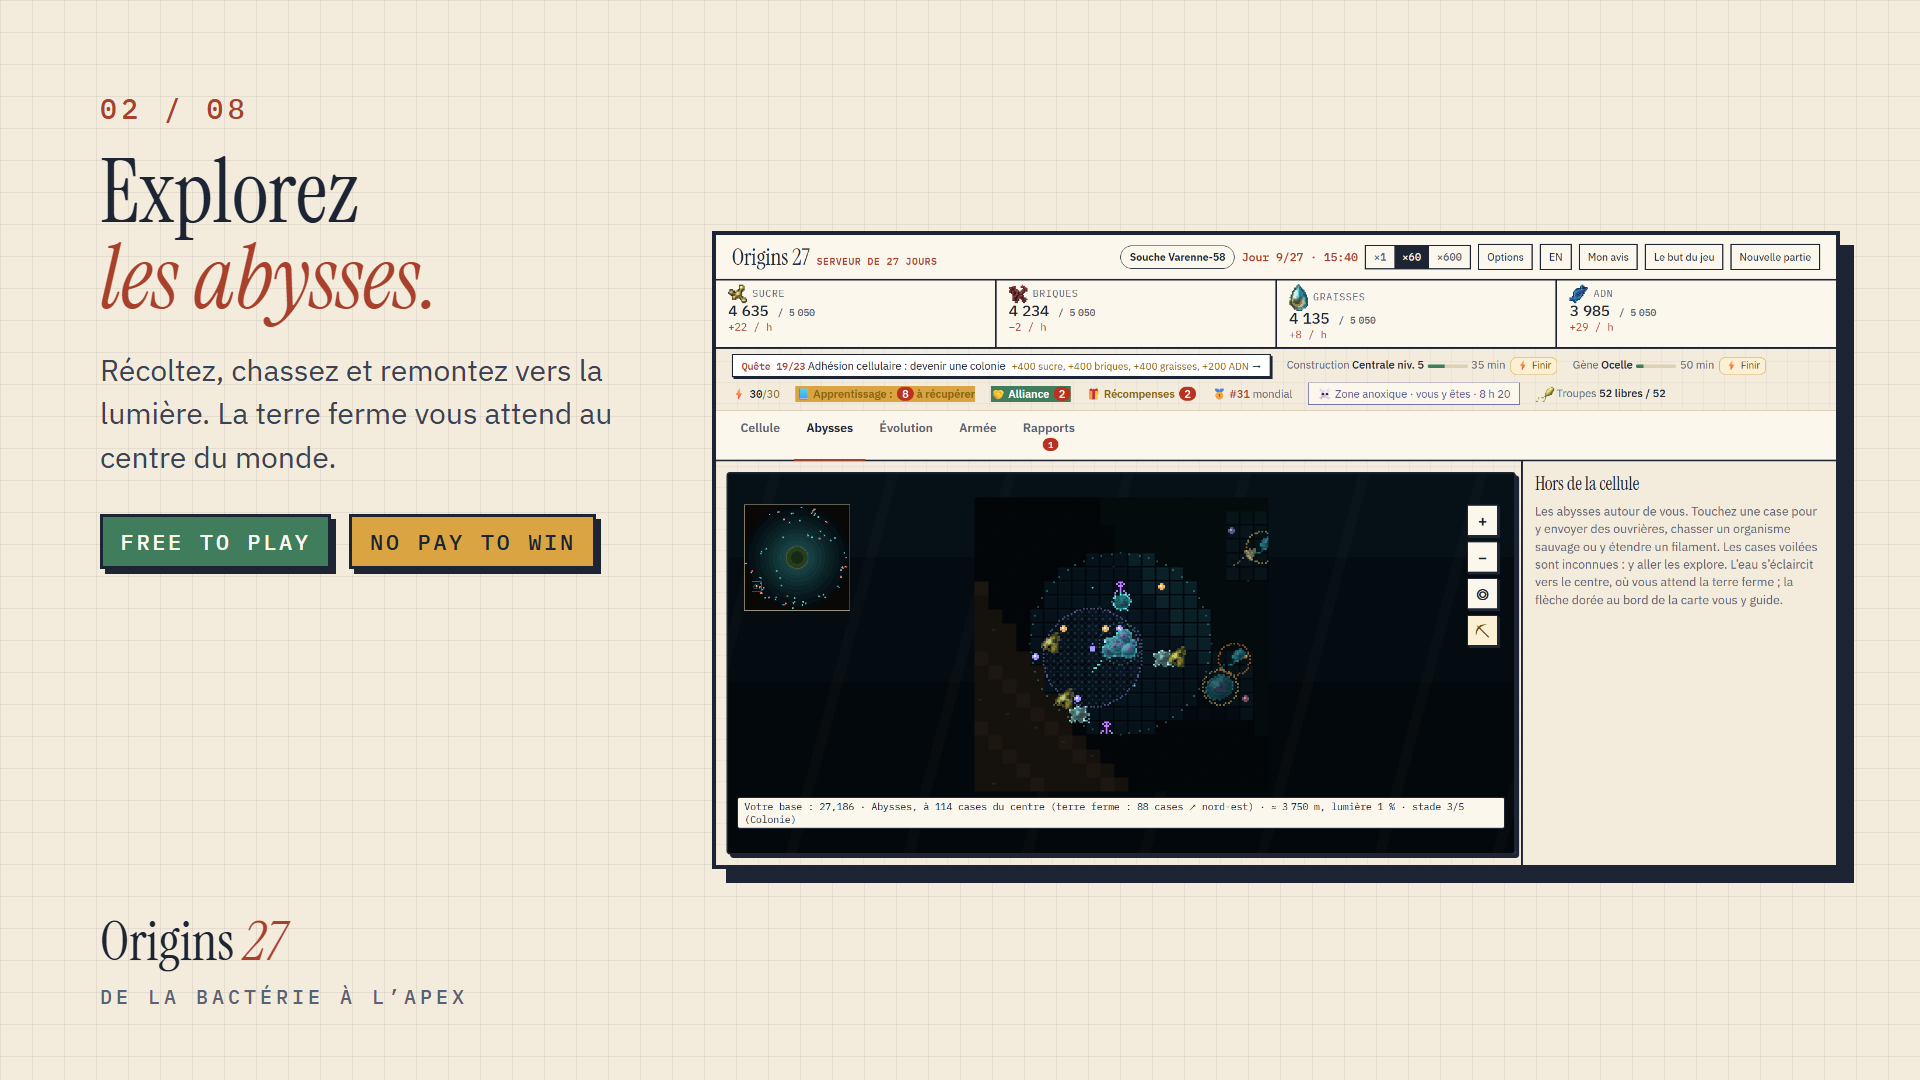 02 / 08
Explorez
les abysses.
Récoltez, chassez et remontez vers la
lumière. La terre ferme vous attend au
centre du monde.
FREE TO PLAY
NO PAY TO WIN
Origins 27
DE LA BACTÉRIE À L’APEX
Origins 27 SERVEUR DE 27 JOURS
Souche Varenne-58
Jour 9/27 · 15:40
×1 ×60 ×600
Options
EN
Mon avis
Le but du jeu
Nouvelle partie
SUCRE
4 635 / 5 050
+22 / h
BRIQUES
4 234 / 5 050
−2 / h
GRAISSES
4 135 / 5 050
+8 / h
ADN
3 985 / 5 050
+29 / h
Quête 19/23 Adhésion cellulaire : devenir une colonie +400 sucre, +400 briques, +400 graisses, +200 ADN →
Construction Centrale niv. 5 35 min Finir
Gène Ocelle 50 min Finir
30/30
Apprentissage : 8 à récupérer
Alliance 2
Récompenses 2
#31 mondial
Zone anoxique · vous y êtes · 8 h 20
Troupes 52 libres / 52
Cellule
Abysses
Évolution
Armée
Rapports
1
+
−
Votre base : 27,186 · Abysses, à 114 cases du centre (terre ferme : 88 cases ↗ nord-est) · ≈ 3 750 m, lumière 1 % · stade 3/5
(Colonie)
Hors de la cellule
Les abysses autour de vous. Touchez une case pour
y envoyer des ouvrières, chasser un organisme
sauvage ou y étendre un filament. Les cases voilées
sont inconnues : y aller les explore. L’eau s’éclaircit
vers le centre, où vous attend la terre ferme ; la
flèche dorée au bord de la carte vous y guide.